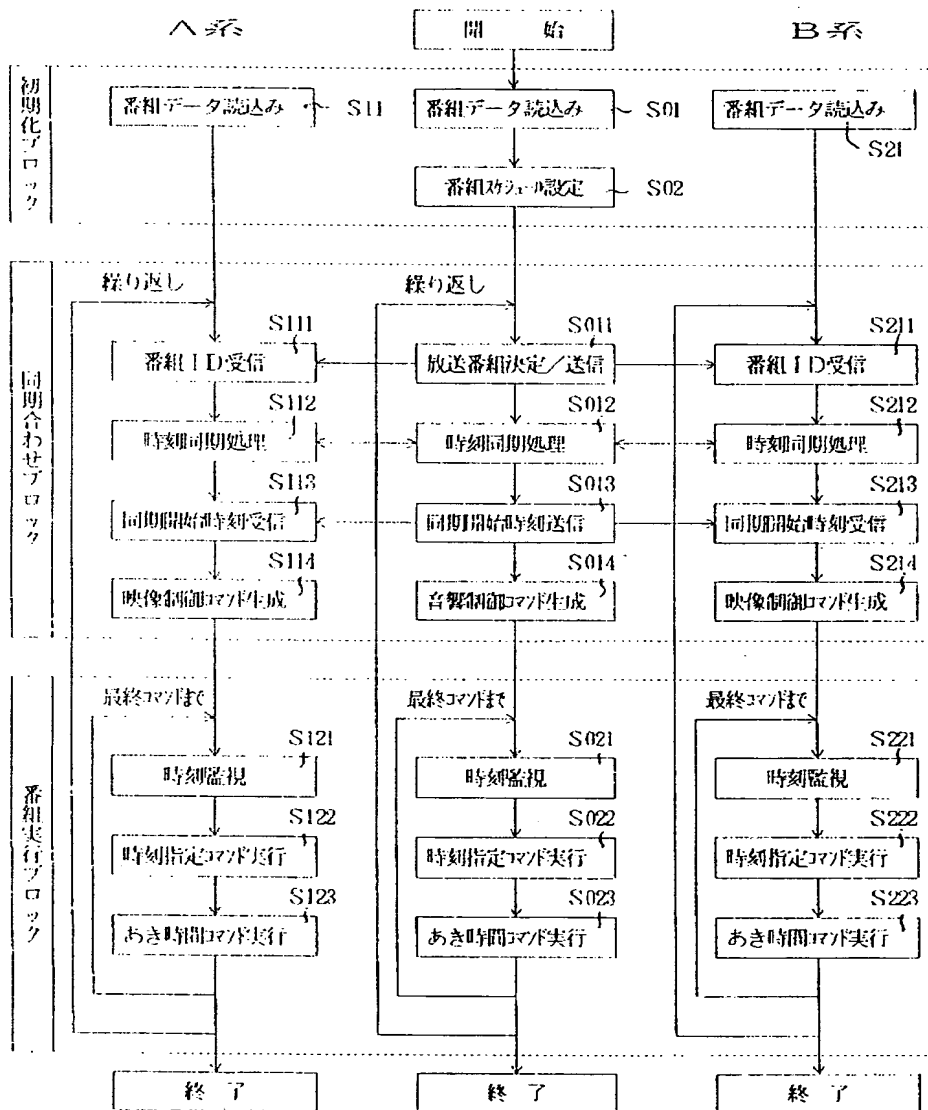 A系
開始
B系
初期化ブロック
番組データ読込み
S11
番組データ読込み
S01
番組データ読込み
S21
番組スケジュール設定
S02
同期合わせブロック
繰り返し
繰り返し
S111
番組ID受信
S011
放送番組決定/送信
S211
番組ID受信
S112
時刻同期処理
S012
時刻同期処理
S212
時刻同期処理
S113
同期開始時刻受信
S013
同期開始時刻送信
S213
同期開始時刻受信
S114
映像制御コマンド生成
S014
音響制御コマンド生成
S214
映像制御コマンド生成
番組実行ブロック
最終コマンドまで
最終コマンドまで
最終コマンドまで
S121
時刻監視
S021
時刻監視
S221
時刻監視
S122
時刻指定コマンド実行
S022
時刻指定コマンド実行
S222
時刻指定コマンド実行
S123
あき時間コマンド実行
S023
あき時間コマンド実行
S223
あき時間コマンド実行
終了
終了
終了